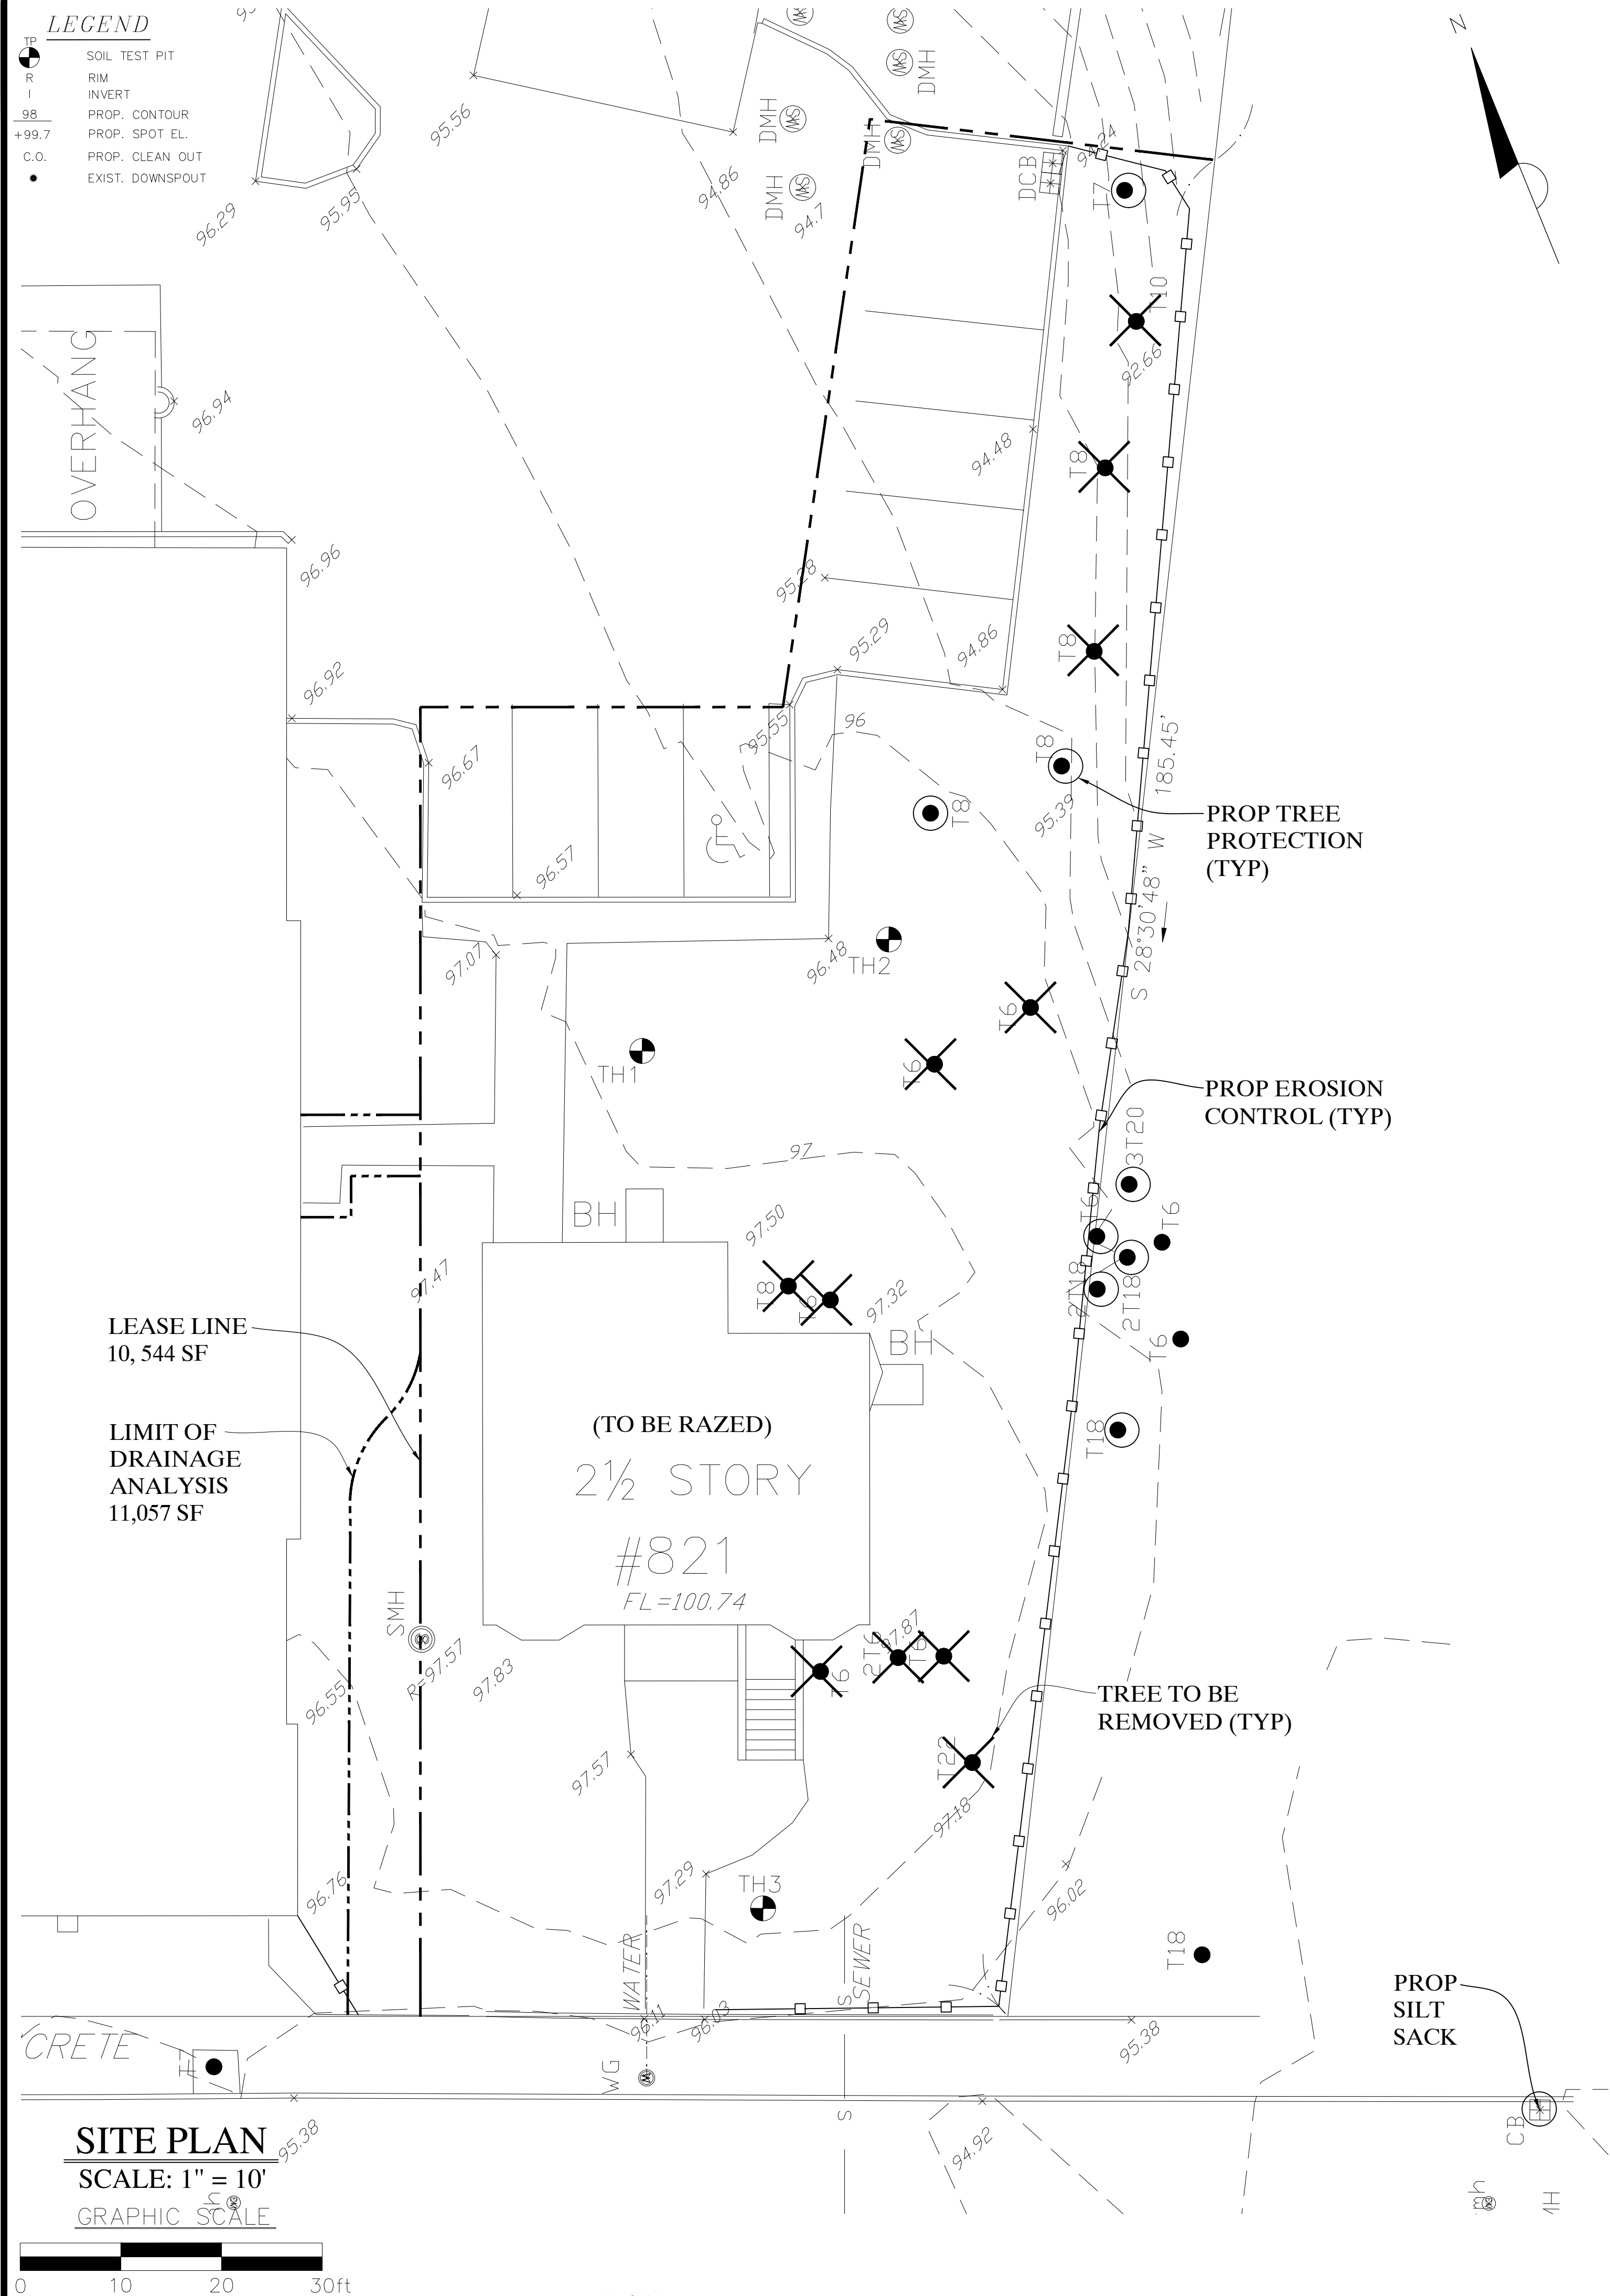 LEGEND
TP
SOIL TEST PIT
R RIM
I INVERT
98 PROP. CONTOUR
+99.7 PROP. SPOT EL.
C.O. PROP. CLEAN OUT
EXIST. DOWNSPOUT
N
95.56
DMH
DMH
DMH
DMH
94.24
DCB
T7
96.29
95.95
94.86
94.7
T10
92.66
OVERHANG
96.94
94.48
T8
96.96
95.28
95.29
94.86
T8
96.92
95.55
96
96.67
T8
T8
95.39
185.45'
S 28°30'48" W
PROP TREE
PROTECTION
(TYP)
96.57
97.07
96.48
TH2
TH1
T6
T6
PROP EROSION
CONTROL (TYP)
3T20
97
BH
97.50
T6
T6
97.47
T8
T6
97.32
2T18
2T18
BH
T6
LEASE LINE
10, 544 SF
LIMIT OF
DRAINAGE
ANALYSIS
11,057 SF
(TO BE RAZED)
2½ STORY
#821
FL=100.74
T18
SMH
R=97.57
97.83
96.55
T6
2T6
97.87
T6
TREE TO BE
REMOVED (TYP)
T22
97.57
97.18
96.76
97.29
TH3
96.02
WATER
S
SEWER
T18
PROP
SILT
SACK
CRETE
96.11
96.03
95.38
WG
S
CB
95.38
94.92
SITE PLAN
SCALE: 1" = 10'
GRAPHIC SCALE
0 10 20 30ft